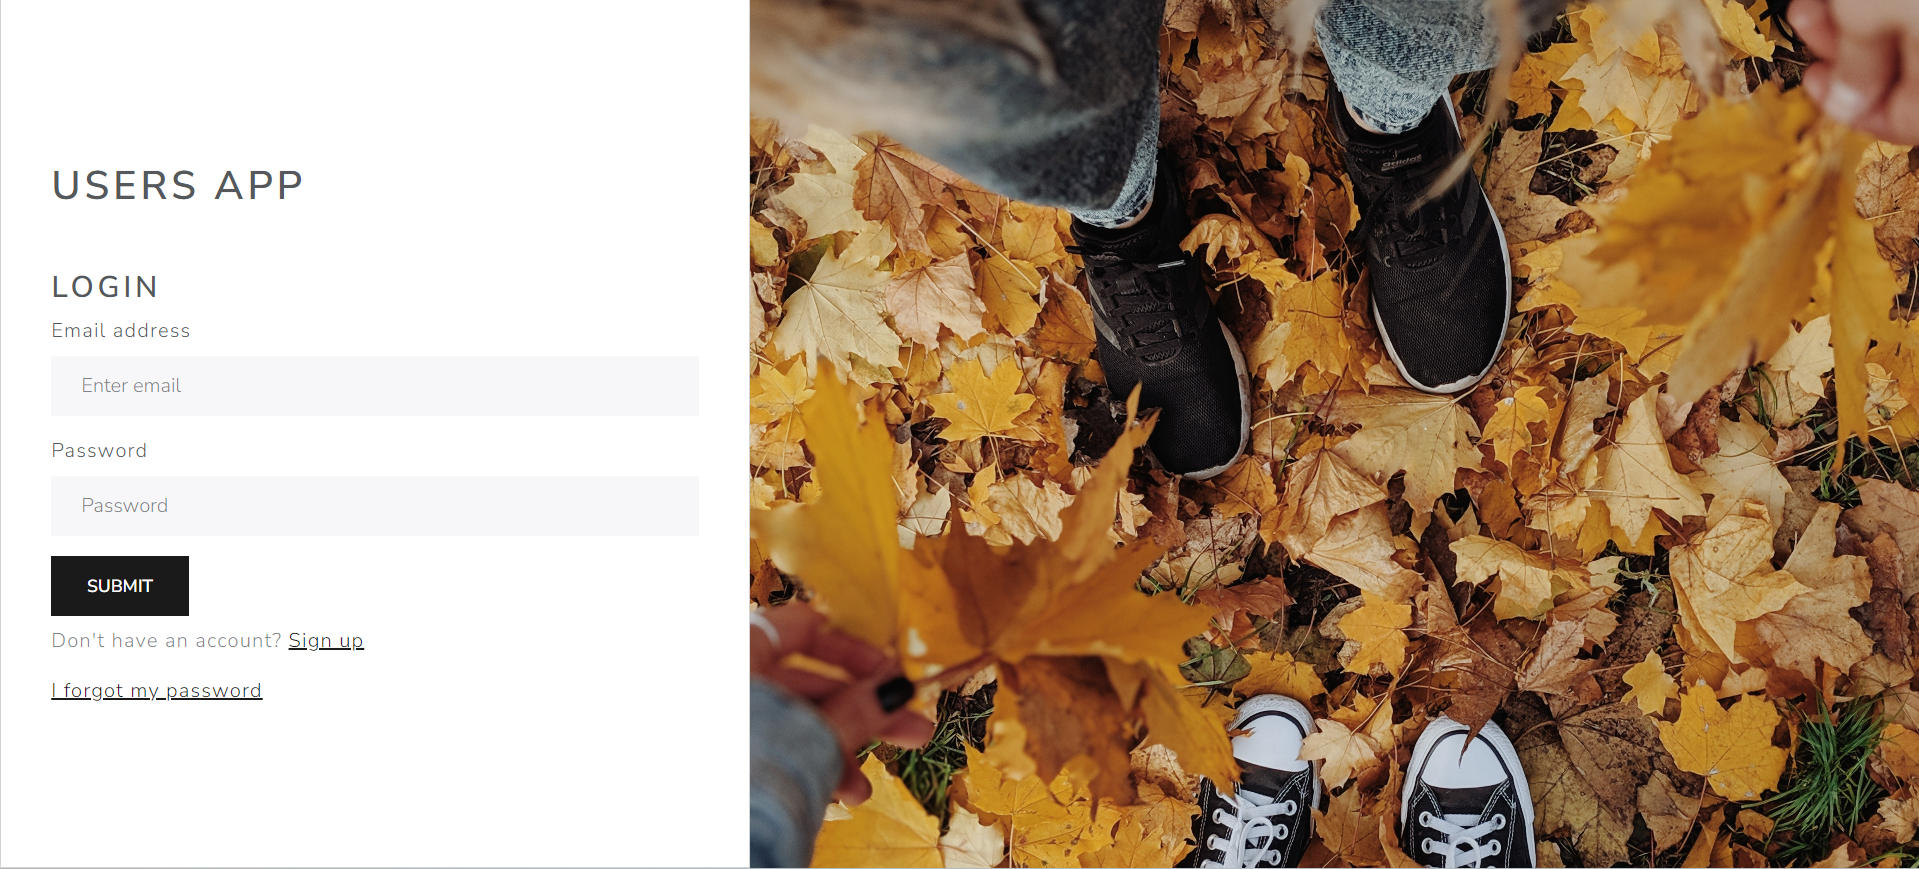 USERS APP
LOGIN
Email address
Enter email
Password
Password
SUBMIT
Don't have an account? Sign up
I forgot my password
adidas